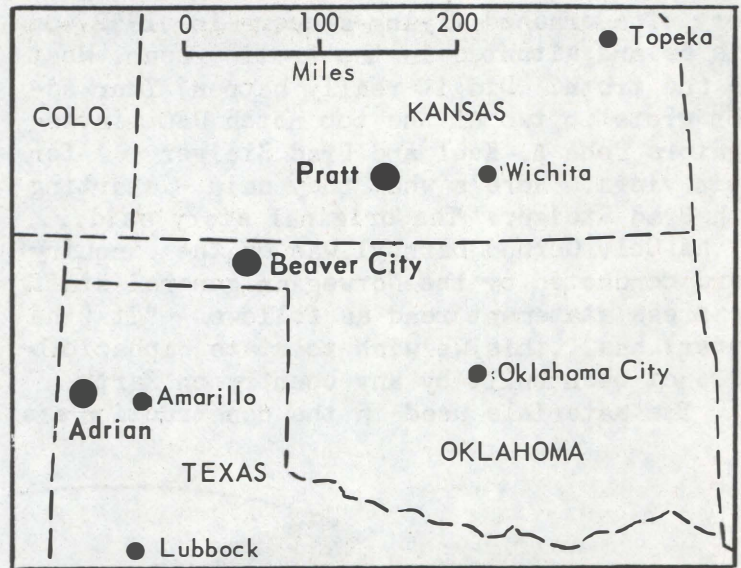 0 100 200
Miles
Topeka
COLO.
KANSAS
Pratt
Wichita
Beaver City
Oklahoma City
Amarillo
Adrian
OKLAHOMA
TEXAS
Lubbock